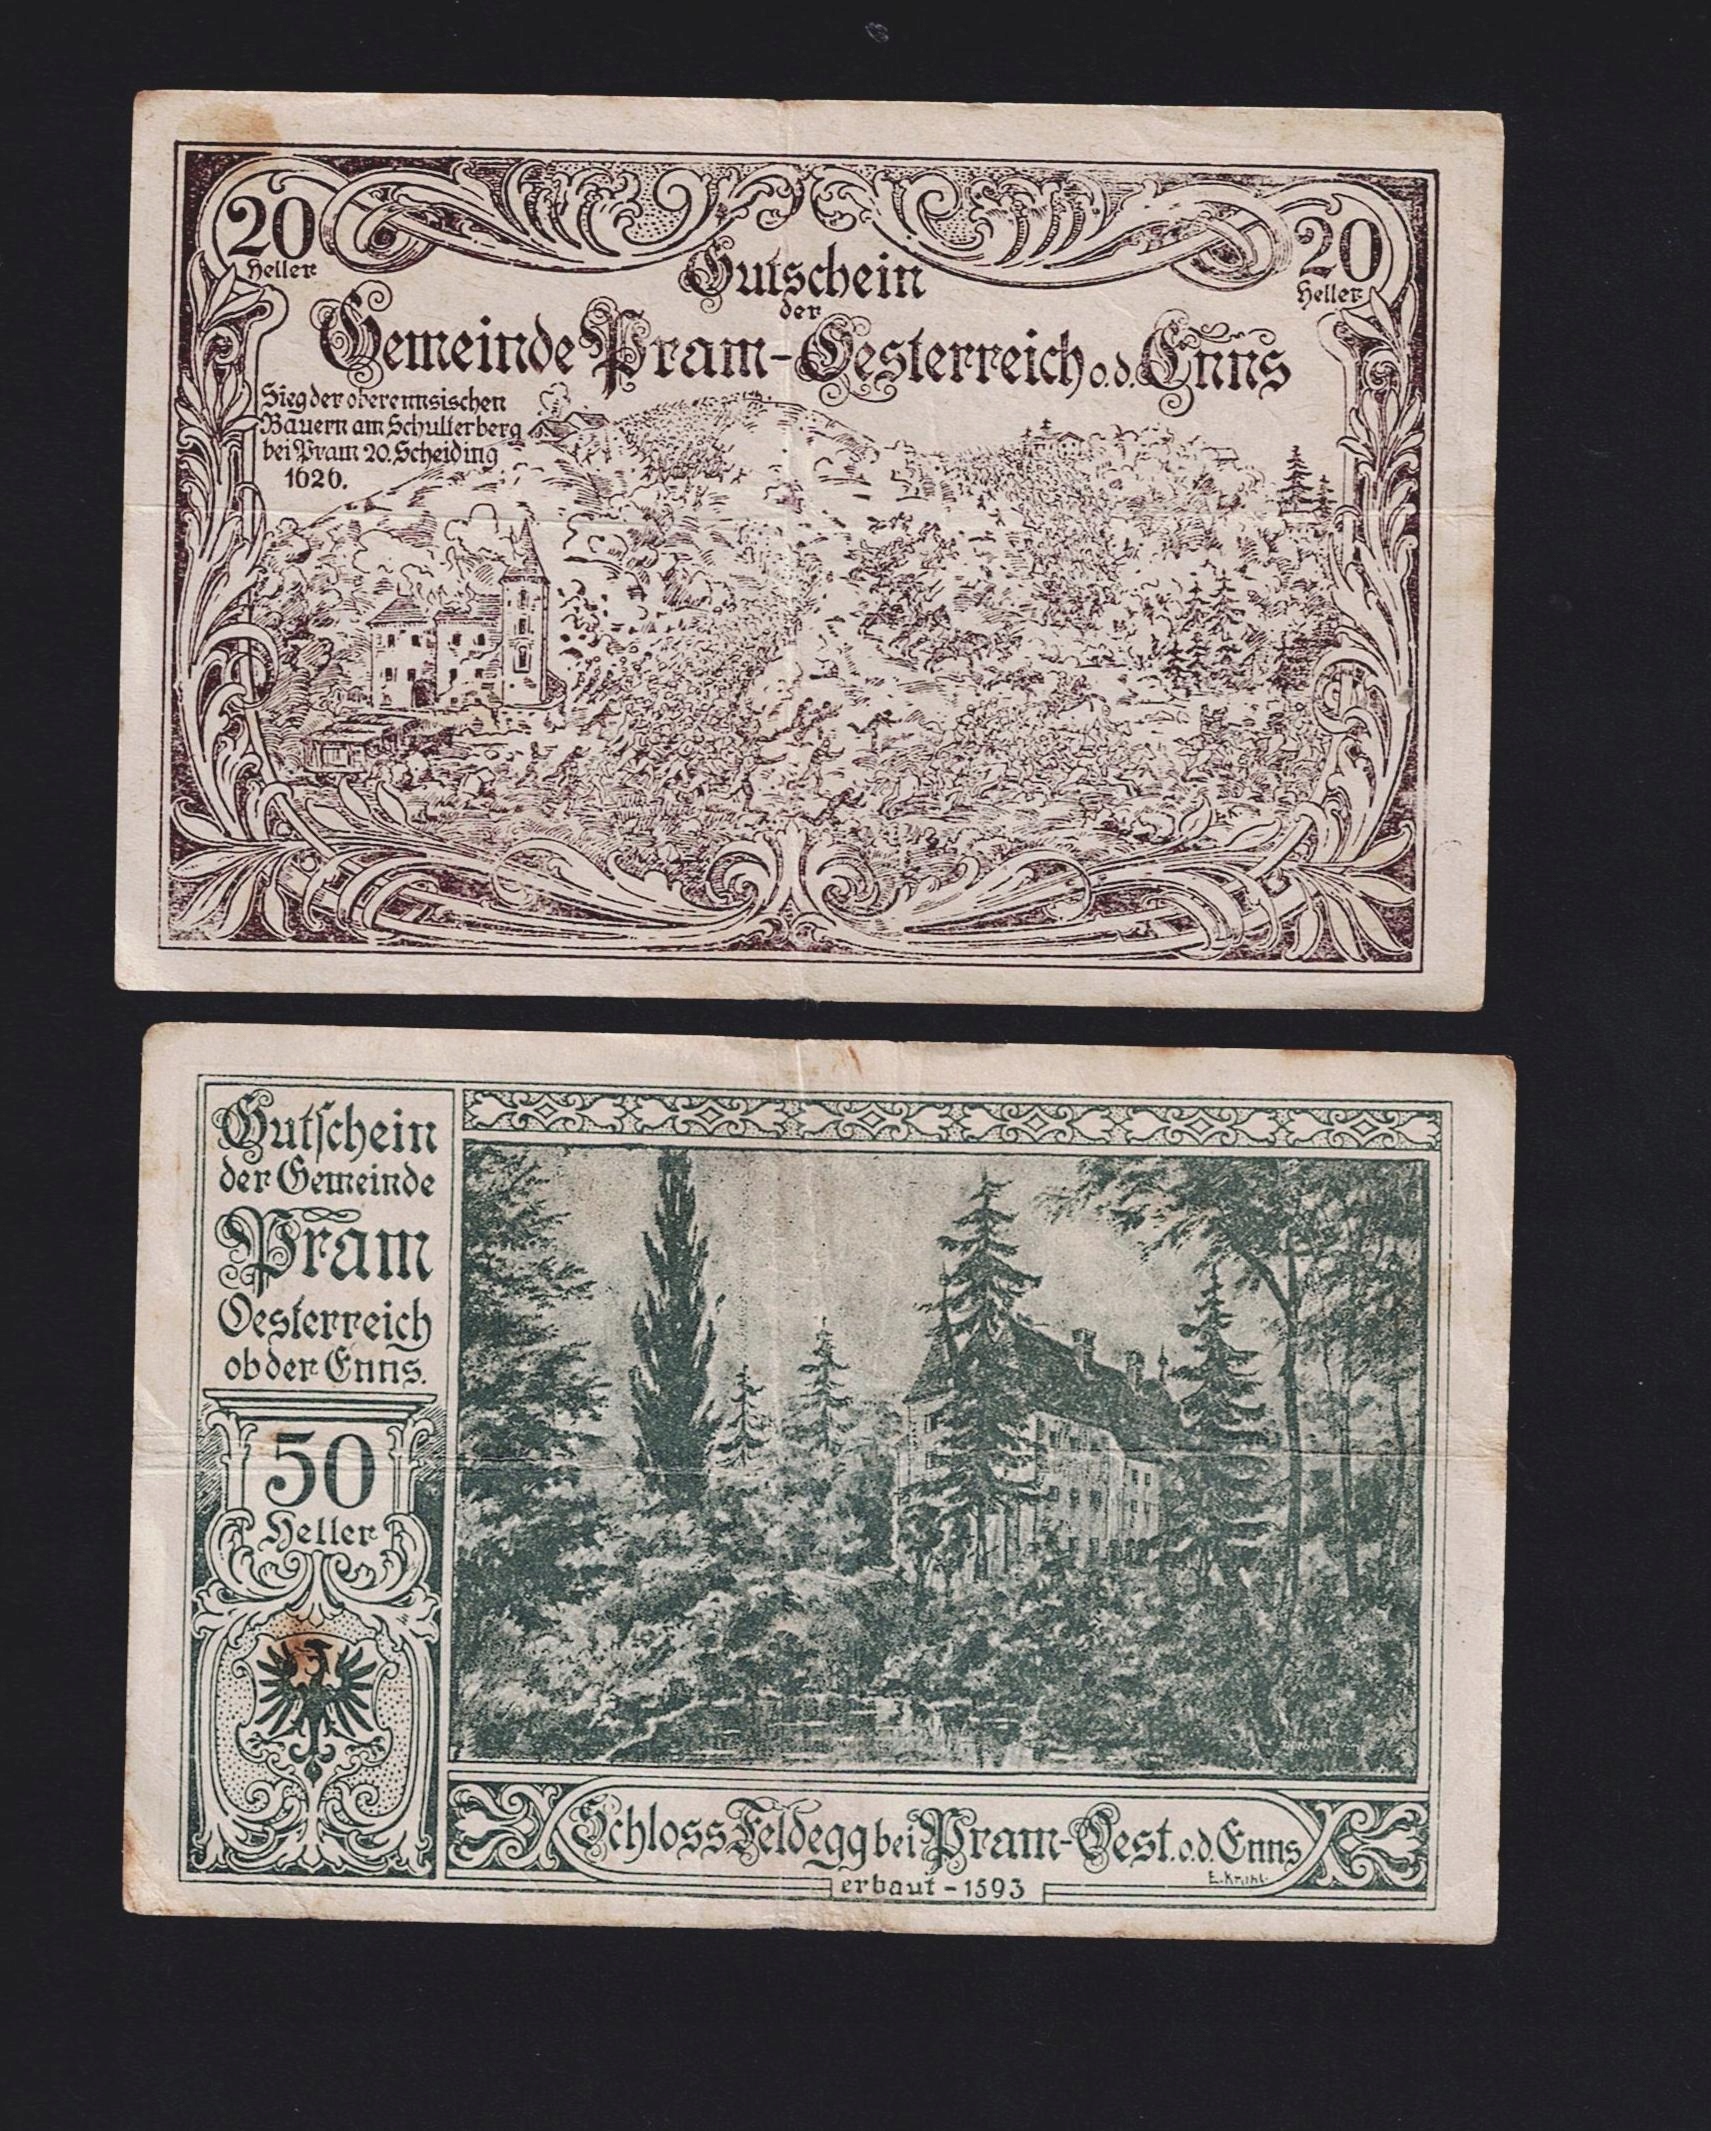 20
Heller
20
Heller
Gutschein
der
Gemeinde Pram-Oesterreich o.d. Enns
Sieg der oberennsischen
Bauern am Schullerberg
bei Pram 20. Scheiding
1626.
Gutschein
der Gemeinde
Pram
Oesterreich
ob der Enns.
50
Heller
Schloss Feldegg bei Pram-Oest. o.d. Enns
erbaut - 1593